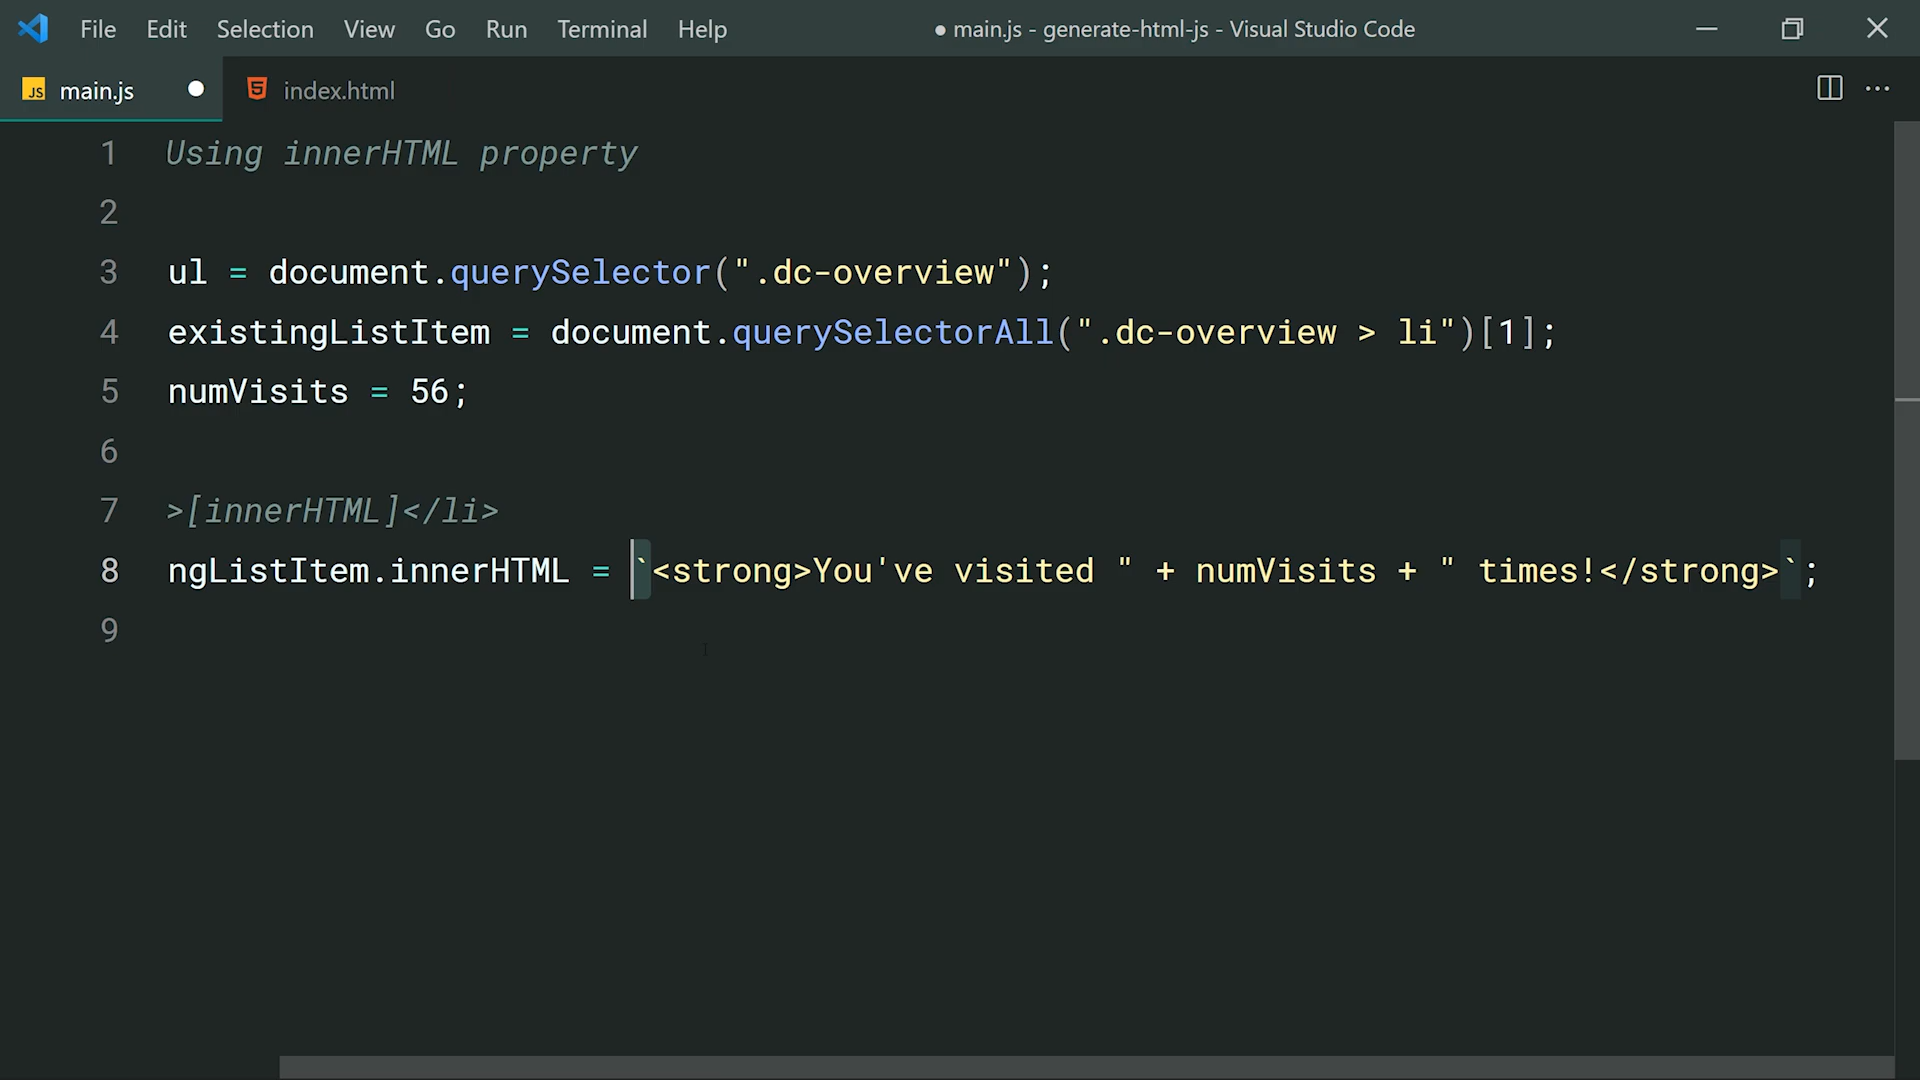 File Edit Selection View Go Run Terminal Help ● main.js - generate-html-js - Visual Studio Code
JS main.js ● 5 index.html
1 Using innerHTML property
2
3 ul = document.querySelector(".dc-overview");
4 existingListItem = document.querySelectorAll(".dc-overview > li")[1];
5 numVisits = 56;
6
7 >[innerHTML]</li>
8 ngListItem.innerHTML = `<strong>You've visited " + numVisits + " times!</strong>`;
9